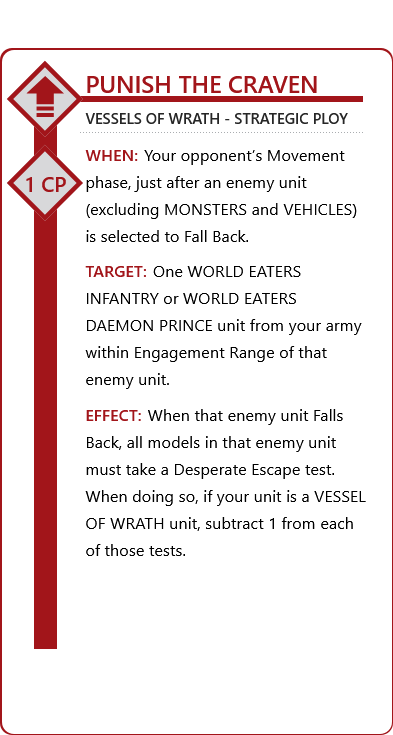 PUNISH THE CRAVEN
VESSELS OF WRATH - STRATEGIC PLOY
1 CP
WHEN: Your opponent’s Movement
phase, just after an enemy unit
(excluding MONSTERS and VEHICLES)
is selected to Fall Back.
TARGET: One WORLD EATERS
INFANTRY or WORLD EATERS
DAEMON PRINCE unit from your army
within Engagement Range of that
enemy unit.
EFFECT: When that enemy unit Falls
Back, all models in that enemy unit
must take a Desperate Escape test.
When doing so, if your unit is a VESSEL
OF WRATH unit, subtract 1 from each
of those tests.